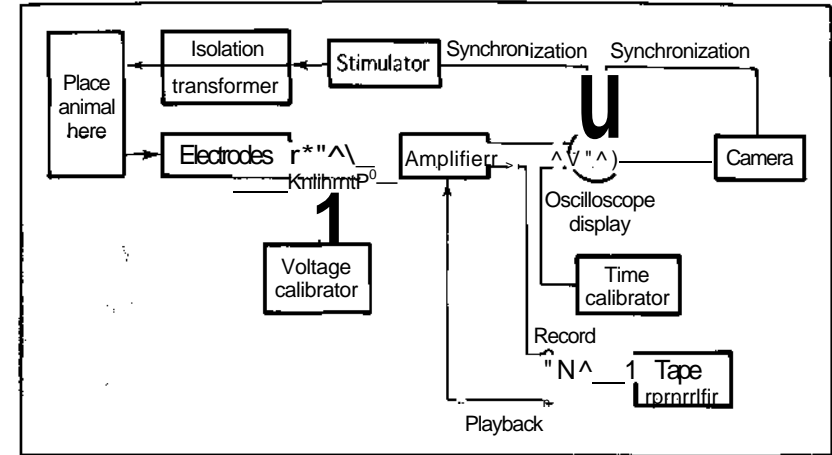 Isolation
transformer
Stimulator
Synchronization
Synchronization
Place
animal
here
Electrodes
Amplifierr
Camera
Oscilloscope
display
Voltage
calibrator
Time
calibrator
Record
Tape
Playback